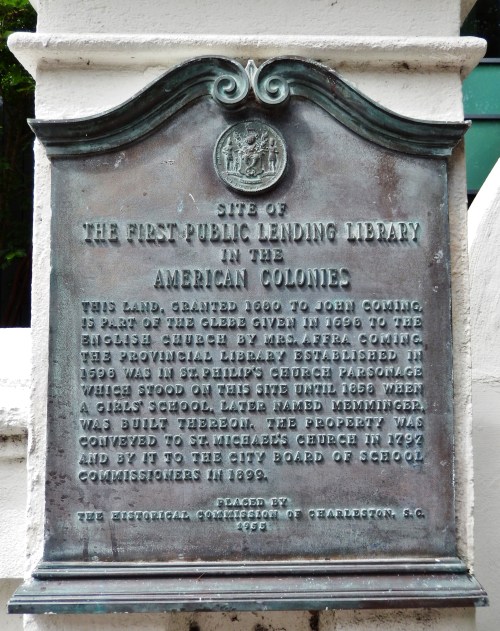 SITE OF
THE FIRST PUBLIC LENDING LIBRARY
IN THE
AMERICAN COLONIES
THIS LAND, GRANTED 1680 TO JOHN COMING,
IS PART OF THE GLEBE GIVEN IN 1698 TO THE
ENGLISH CHURCH BY MRS. AFFRA COMING.
THE PROVINCIAL LIBRARY ESTABLISHED IN
1698 WAS IN ST. PHILIP'S CHURCH PARSONAGE
WHICH STOOD ON THIS SITE UNTIL 1858 WHEN
A GIRLS' SCHOOL, LATER NAMED MEMMINGER,
WAS BUILT THEREON. THE PROPERTY WAS
CONVEYED TO ST. MICHAEL'S CHURCH IN 1797
AND BY IT TO THE CITY BOARD OF SCHOOL
COMMISSIONERS IN 1899.
PLACED BY
THE HISTORICAL COMMISSION OF CHARLESTON, S.C.
1955